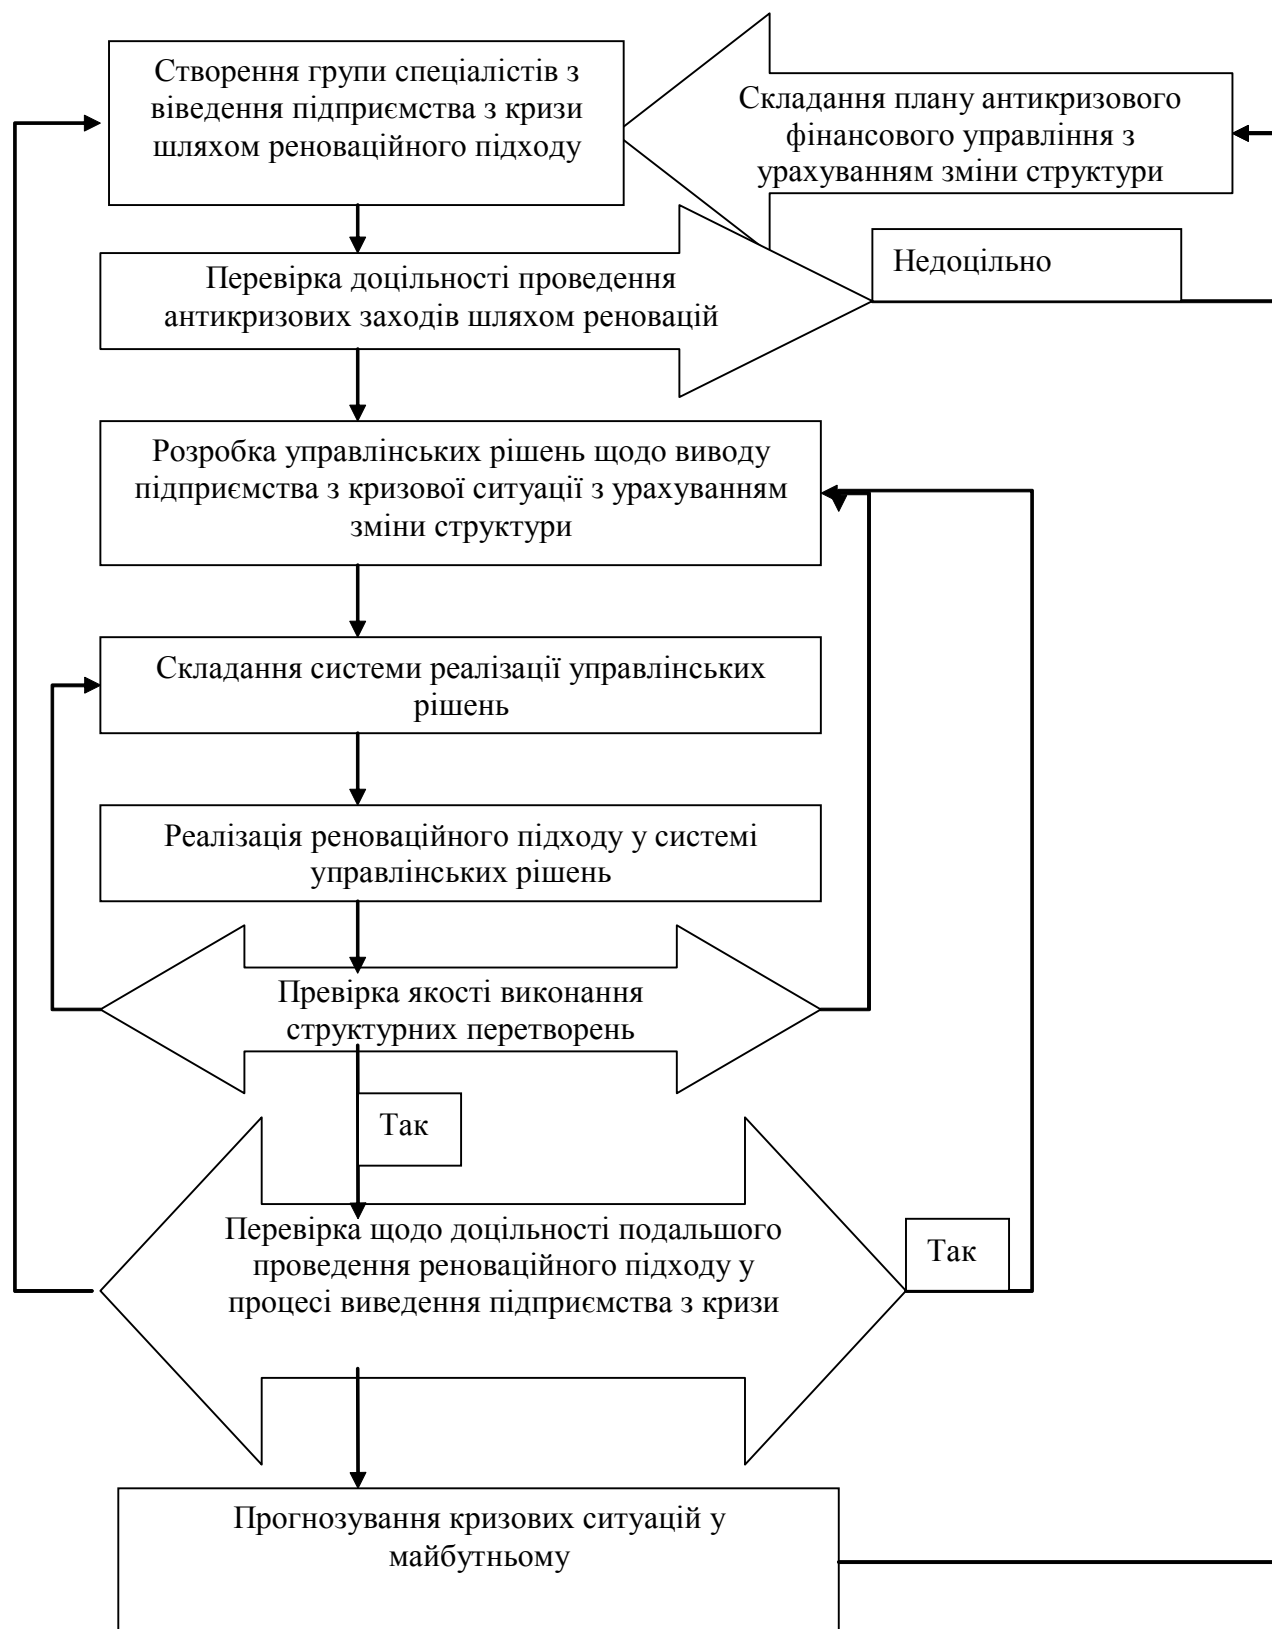 Створення групи спеціалістів з
віведення підприємства з кризи
шляхом реноваційного підходу
Складання плану антикризового
фінансового управління з
урахуванням зміни структури
Недоцільно
Перевірка доцільності проведення
антикризових заходів шляхом реновацій
Розробка управлінських рішень щодо виводу
підприємства з кризової ситуації з урахуванням
зміни структури
Складання системи реалізації управлінських
рішень
Реалізація реноваційного підходу у системі
управлінських рішень
Превірка якості виконання
структурних перетворень
Так
Перевірка щодо доцільності подальшого
проведення реноваційного підходу у
процесі виведення підприємства з кризи
Так
Прогнозування кризових ситуацій у
майбутньому